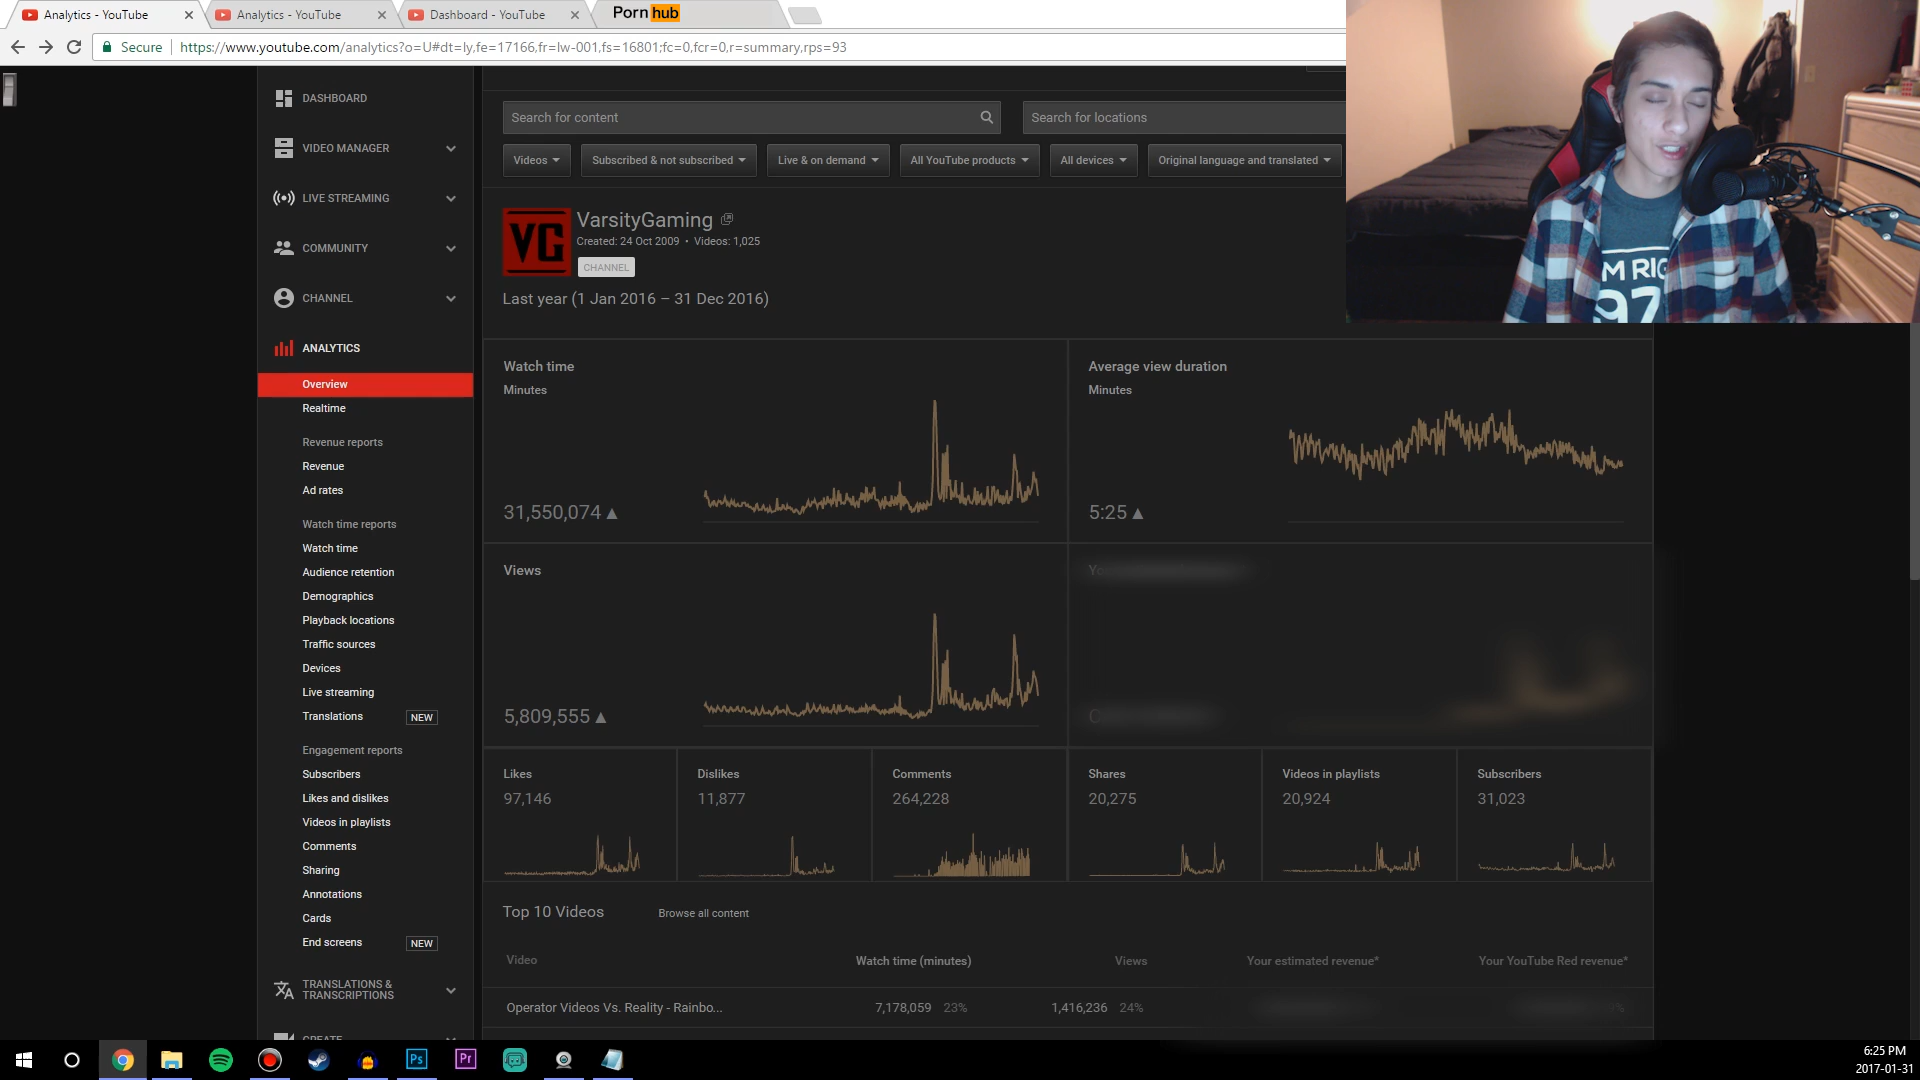 Analytics - YouTube
Analytics - YouTube
Dashboard - YouTube
Porn hub
Secure
https://www.youtube.com/analytics?o=U#dt=ly,fe=17166,fr=lw-001,fs=16801;fc=0,fcr=0,r=summary,rps=93
DASHBOARD
VIDEO MANAGER
LIVE STREAMING
COMMUNITY
CHANNEL
ANALYTICS
Overview
Realtime
Revenue reports
Revenue
Ad rates
Watch time reports
Watch time
Audience retention
Demographics
Playback locations
Traffic sources
Devices
Live streaming
Translations NEW
Engagement reports
Subscribers
Likes and dislikes
Videos in playlists
Comments
Sharing
Annotations
Cards
End screens NEW
TRANSLATIONS &
TRANSCRIPTIONS
CREATE
Search for content
Search for locations
Videos
Subscribed & not subscribed
Live & on demand
All YouTube products
All devices
Original language and translated
VG
VarsityGaming
Created: 24 Oct 2009 • Videos: 1,025
CHANNEL
Last year (1 Jan 2016 – 31 Dec 2016)
Watch time
Minutes
31,550,074
Average view duration
Minutes
5:25
Views
5,809,555
Likes
97,146
Dislikes
11,877
Comments
264,228
Shares
20,275
Videos in playlists
20,924
Subscribers
31,023
Top 10 Videos
Browse all content
Video
Watch time (minutes)
Views
Your estimated revenue*
Your YouTube Red revenue*
Operator Videos Vs. Reality - Rainbo...
7,178,059 23%
1,416,236 24%
Ps
Pr
6:25 PM
2017-01-31